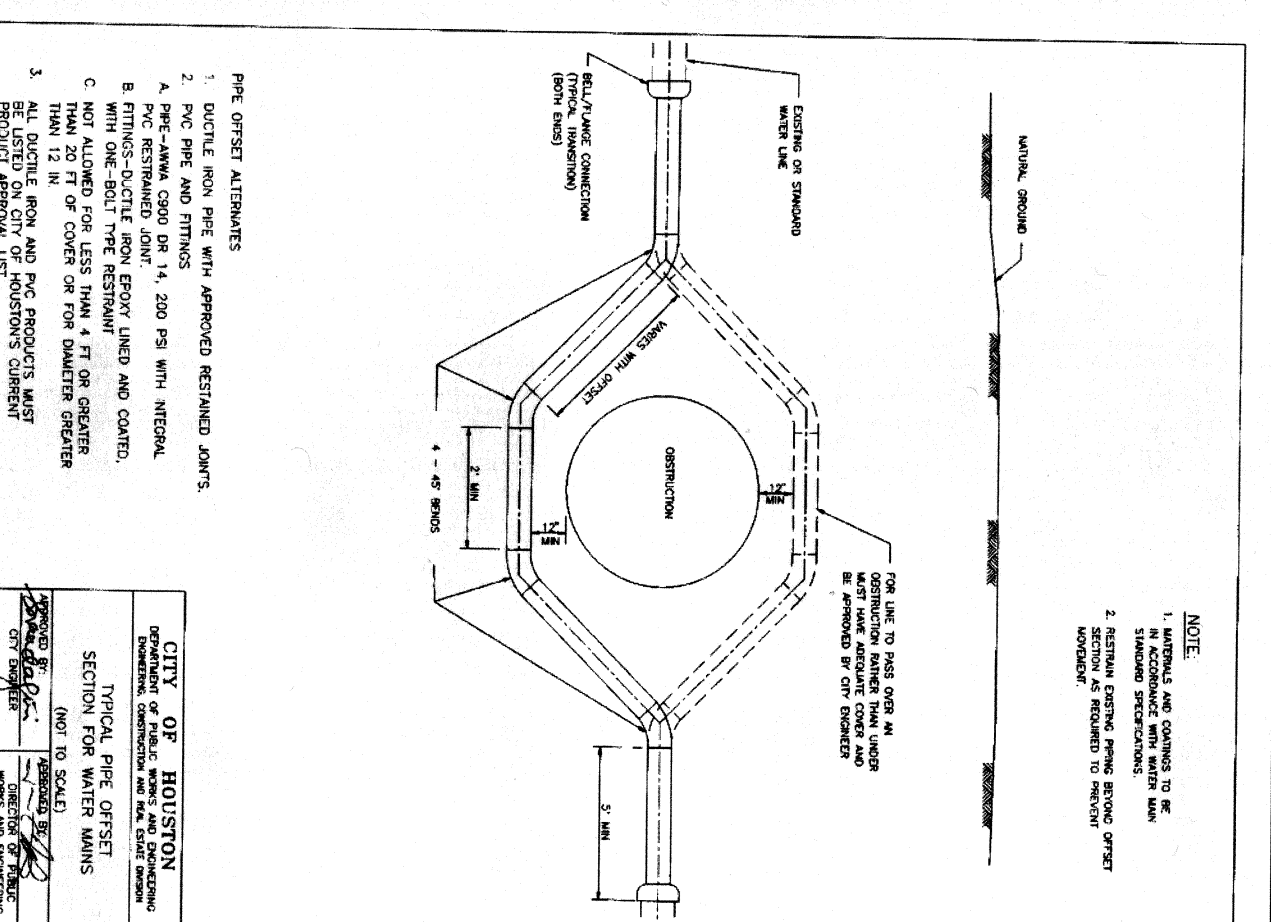 NOTE:
1. MATERIALS AND COATINGS TO BE
IN ACCORDANCE WITH WATER MAIN
STANDARD SPECIFICATIONS.
2. RESTRAIN EXISTING PIPING BEYOND OFFSET
SECTION AS REQUIRED TO PREVENT
MOVEMENT.
NATURAL GROUND
EXISTING OR STANDARD
WATER LINE
BELL/FLANGE CONNECTION
(TYPICAL TRANSITION)
(BOTH ENDS)
FOR LINE TO PASS OVER AN
OBSTRUCTION RATHER THAN UNDER
MUST HAVE ADEQUATE COVER AND
BE APPROVED BY CITY ENGINEER
12"
MIN
OBSTRUCTION
VARIES WITH OFFSET
12"
MIN
2' MIN
5' MIN
4 - 45° BENDS
PIPE OFFSET ALTERNATES
1. DUCTILE IRON PIPE WITH APPROVED RESTAINED JOINTS.
2. PVC PIPE AND FITTINGS
A. PIPE-AWWA C900 DR 14, 200 PSI WITH INTEGRAL
PVC RESTRAINED JOINT.
B. FITTINGS-DUCTILE IRON EPOXY LINED AND COATED,
WITH ONE-BOLT TYPE RESTRAINT
C. NOT ALLOWED FOR LESS THAN 4 FT OR GREATER
THAN 20 FT OF COVER OR FOR DIAMETER GREATER
THAN 12 IN.
3. ALL DUCTILE IRON AND PVC PRODUCTS MUST
BE LISTED ON CITY OF HOUSTON'S CURRENT
PRODUCT APPROVAL LIST
CITY OF HOUSTON
DEPARTMENT OF PUBLIC WORKS AND ENGINEERING
ENGINEERING, CONSTRUCTION AND REAL ESTATE DIVISION
TYPICAL PIPE OFFSET
SECTION FOR WATER MAINS
(NOT TO SCALE)
APPROVED BY:
CITY ENGINEER
APPROVED BY:
DIRECTOR OF PUBLIC
WORKS AND ENGINEERING